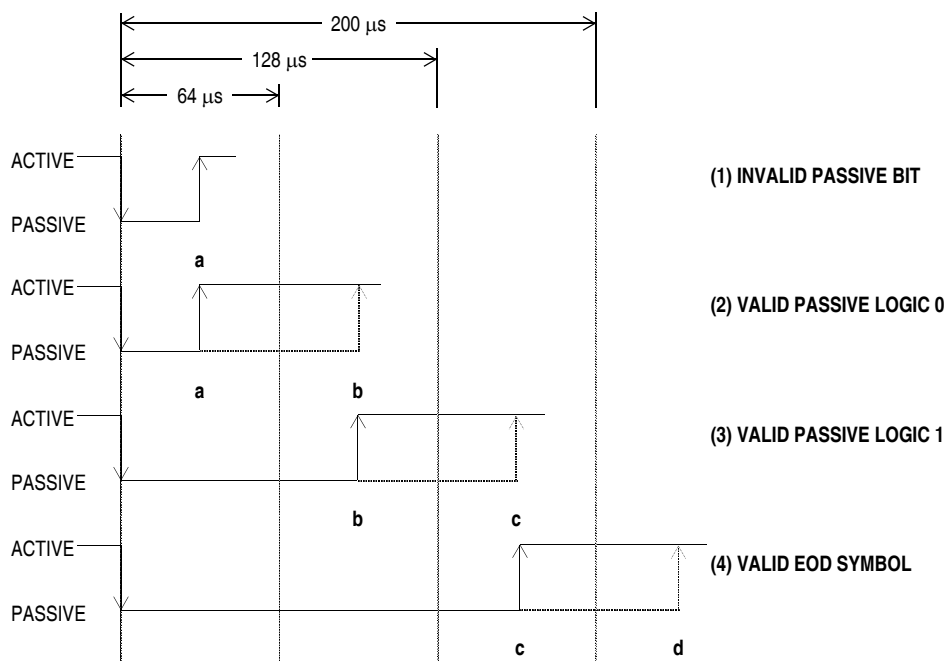 200 µs
128 µs
64 µs
ACTIVE
(1) INVALID PASSIVE BIT
PASSIVE
a
ACTIVE
(2) VALID PASSIVE LOGIC 0
PASSIVE
a b
ACTIVE
(3) VALID PASSIVE LOGIC 1
PASSIVE
b c
ACTIVE
(4) VALID EOD SYMBOL
PASSIVE
c d